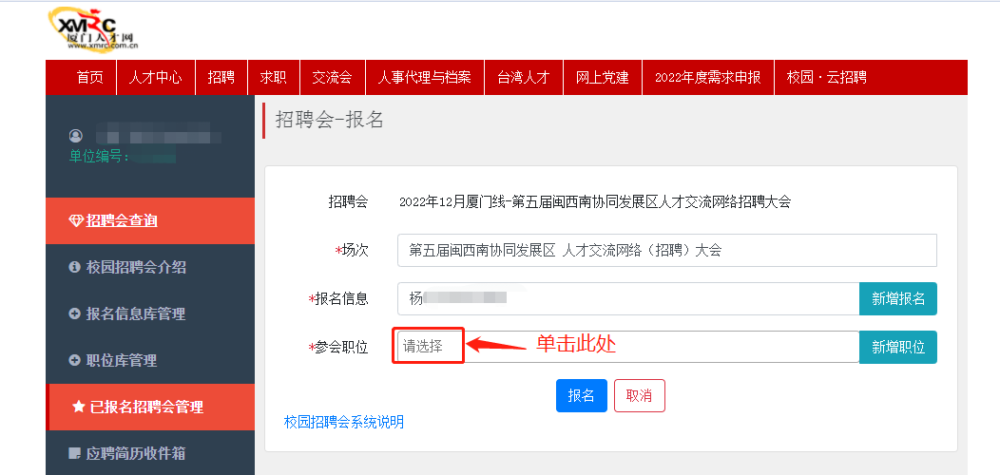 XMRC
厦门人才网
www.xmrc.com.cn
首页 人才中心 招聘 求职 交流会 人事代理与档案 台湾人才 网上党建 2022年度需求申报 校园·云招聘
单位编号：
招聘会-报名
招聘会查询
校园招聘会介绍
报名信息库管理
职位库管理
已报名招聘会管理
应聘简历收件箱
招聘会 2022年12月厦门线-第五届闽西南协同发展区人才交流网络招聘大会
*场次 第五届闽西南协同发展区 人才交流网络（招聘）大会
*报名信息 杨 新增报名
*参会职位 请选择 单击此处 新增职位
报名 取消
校园招聘会系统说明